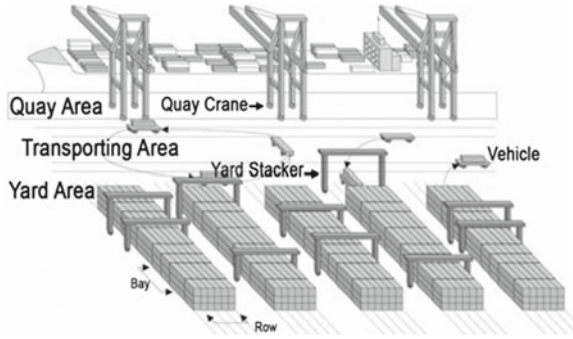 Quay Area
Quay Crane
Transporting Area
Yard Stacker
Vehicle
Yard Area
Bay
Row